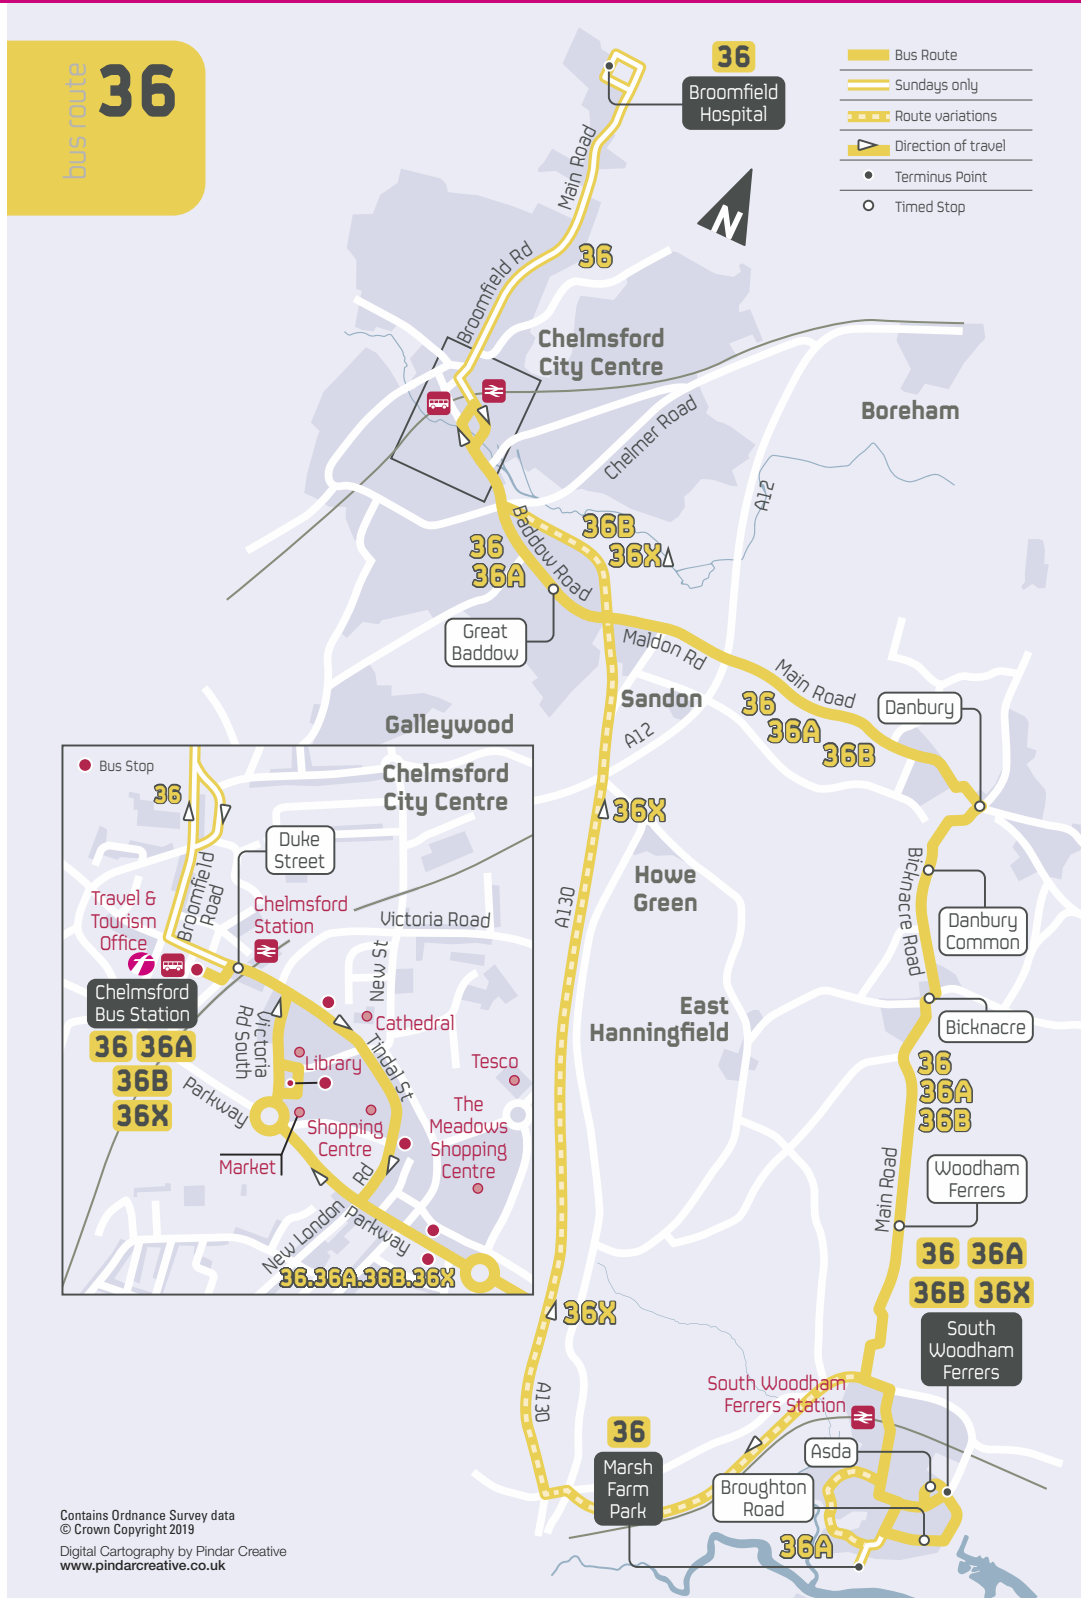 bus route
36
36
Broomfield
Hospital
Bus Route
Sundays only
Route variations
Direction of travel
Terminus Point
Timed Stop
N
Main Road
36
Broomfield Rd
Chelmsford
City Centre
Boreham
Chelmer Road
A12
36B
36X
36
36A
Baddow Road
Great
Baddow
Maldon Rd
Main Road
Sandon
36
36A
36B
Danbury
Galleywood
A12
36X
Bus Stop
Chelmsford
City Centre
36
Duke
Street
Broomfield
Road
Travel &
Tourism
Office
Chelmsford
Station
Victoria Road
New St
Chelmsford
Bus Station
36 36A
36B
36X
Victoria
Rd South
Cathedral
Tindal St
Library
Tesco
Parkway
The
Meadows
Shopping
Centre
Shopping
Centre
Market
New London
Rd
Parkway
36.36A.36B.36X
Howe
Green
A130
Bicknacre Road
Danbury
Common
East
Hanningfield
Bicknacre
36
36A
36B
Main Road
Woodham
Ferrers
36 36A
36B 36X
South
Woodham
Ferrers
36X
A130
South Woodham
Ferrers Station
36
Marsh
Farm
Park
Asda
Broughton
Road
36A
Contains Ordnance Survey data
© Crown Copyright 2019
Digital Cartography by Pindar Creative
www.pindarcreative.co.uk